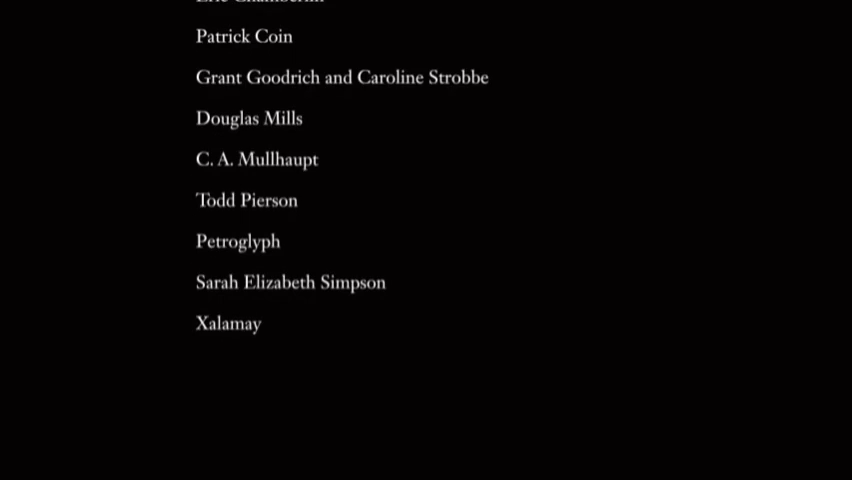 Patrick Coin
Grant Goodrich and Caroline Strobbe
Douglas Mills
C. A. Mullhaupt
Todd Pierson
Petroglyph
Sarah Elizabeth Simpson
Xalamay